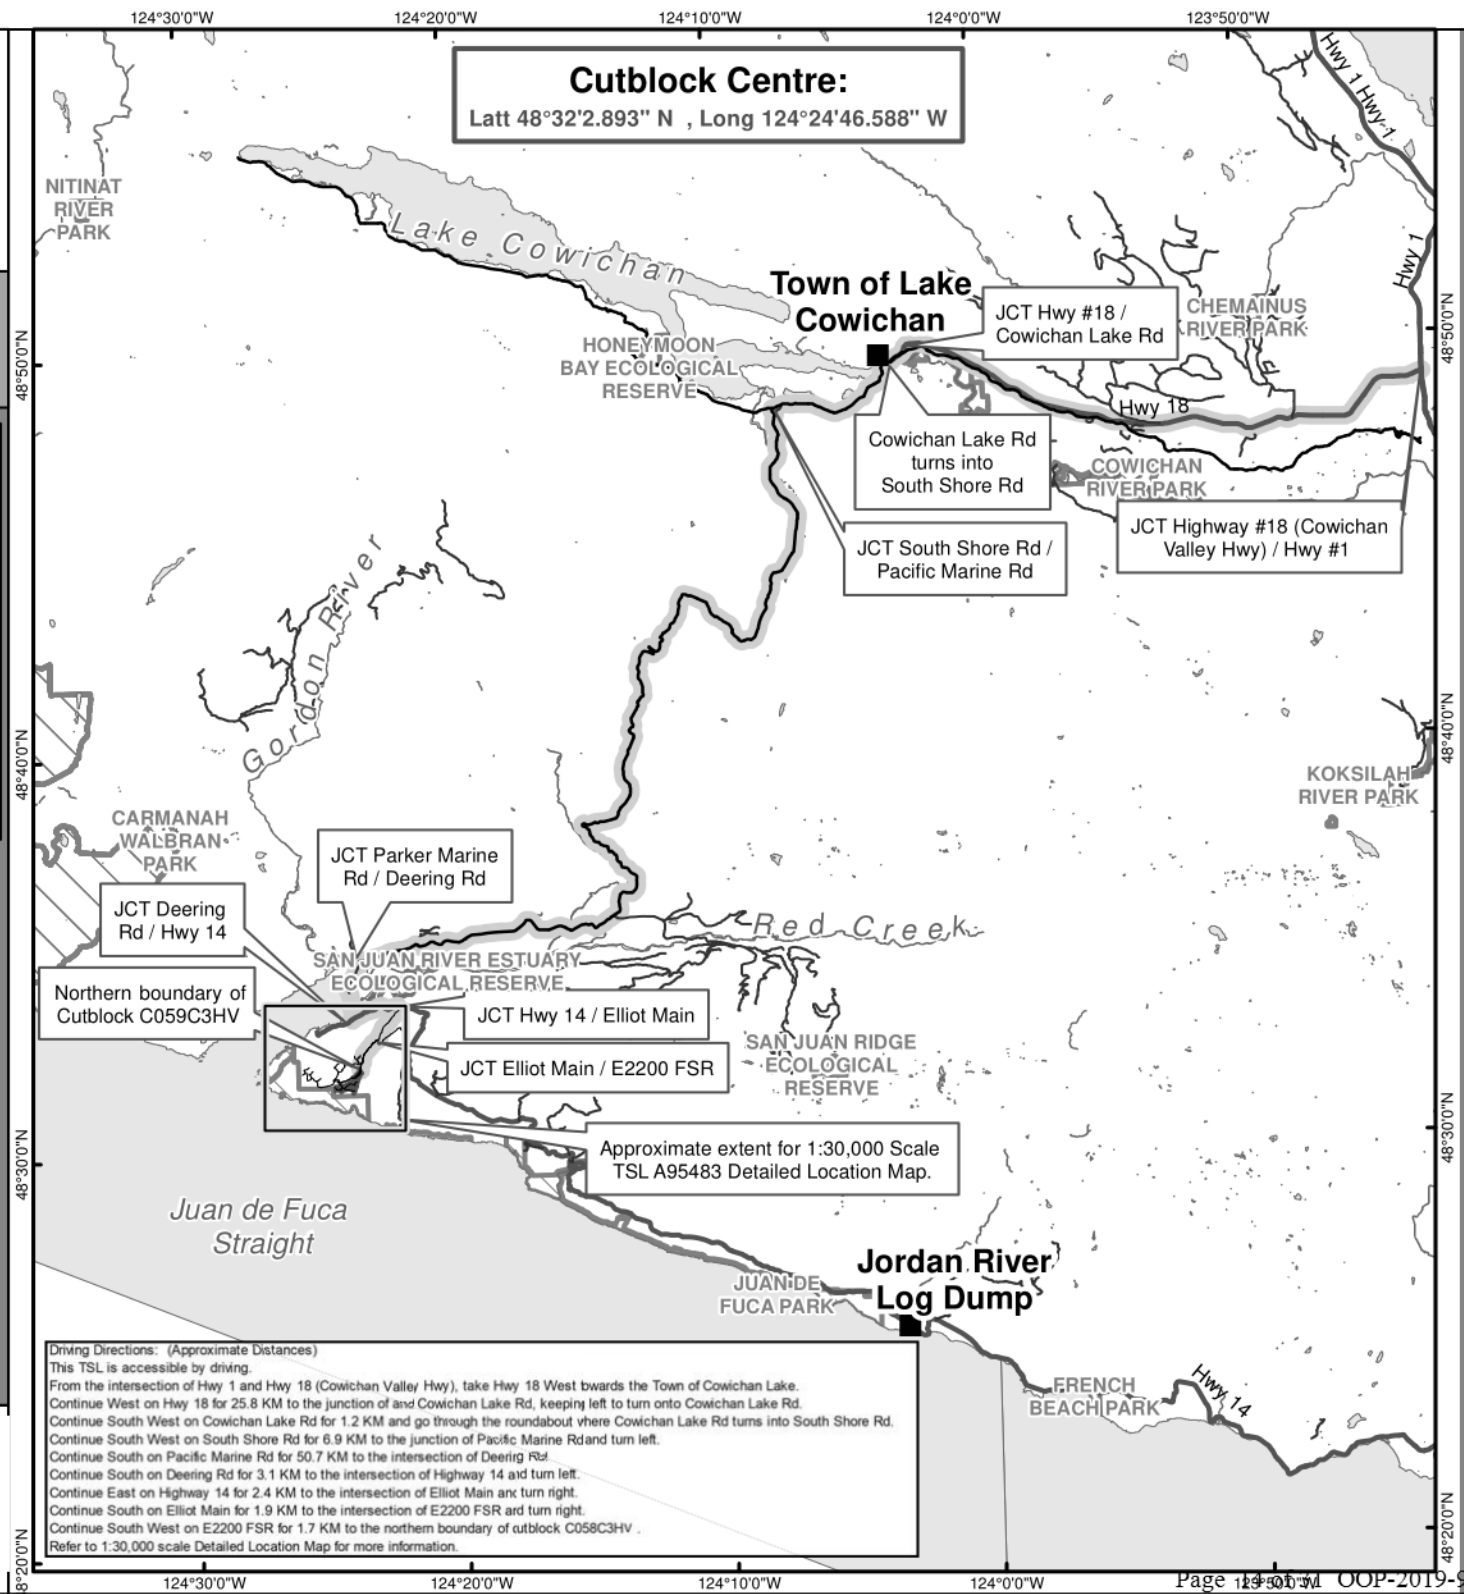 124°30'0"W
124°20'0"W
124°10'0"W
124°0'0"W
123°50'0"W
Cutblock Centre:
Latt 48°32'2.893" N , Long 124°24'46.588" W
Hwy 1
Hwy 1
NITINAT
RIVER
PARK
Lake Cowichan
Hwy 1
Town of Lake
Cowichan
JCT Hwy #18 /
Cowichan Lake Rd
CHEMAINUS
RIVER PARK
48°50'0"N
48°50'0"N
HONEYMOON
BAY ECOLOGICAL
RESERVE
Hwy 18
Cowichan Lake Rd
turns into
South Shore Rd
COWICHAN
RIVER PARK
JCT Highway #18 (Cowichan
Valley Hwy) / Hwy #1
JCT South Shore Rd /
Pacific Marine Rd
Gordon River
48°40'0"N
48°40'0"N
KOKSILAH
RIVER PARK
CARMANAH
WALBRAN
PARK
JCT Parker Marine
Rd / Deering Rd
JCT Deering
Rd / Hwy 14
Red Creek
SAN JUAN RIVER ESTUARY
ECOLOGICAL RESERVE
Northern boundary of
Cutblock C059C3HV
JCT Hwy 14 / Elliot Main
SAN JUAN RIDGE
ECOLOGICAL
RESERVE
JCT Elliot Main / E2200 FSR
48°30'0"N
48°30'0"N
Approximate extent for 1:30,000 Scale
TSL A95483 Detailed Location Map.
Juan de Fuca
Straight
Jordan River
Log Dump
JUAN DE
FUCA PARK
FRENCH
BEACH PARK
Hwy 14
Driving Directions: (Approximate Distances)
This TSL is accessible by driving.
From the intersection of Hwy 1 and Hwy 18 (Cowichan Valley Hwy), take Hwy 18 West bwards the Town of Cowichan Lake.
Continue West on Hwy 18 for 25.8 KM to the junction of and Cowichan Lake Rd, keeping left to turn onto Cowichan Lake Rd.
Continue South West on Cowichan Lake Rd for 1.2 KM and go through the roundabout where Cowichan Lake Rd turns into South Shore Rd.
Continue South West on South Shore Rd for 6.9 KM to the junction of Pacific Marine Rd and turn left.
Continue South on Pacific Marine Rd for 50.7 KM to the intersection of Deering Rd
Continue South on Deering Rd for 3.1 KM to the intersection of Highway 14 and turn left.
Continue East on Highway 14 for 2.4 KM to the intersection of Elliot Main and turn right.
Continue South on Elliot Main for 1.9 KM to the intersection of E2200 FSR and turn right.
Continue South West on E2200 FSR for 1.7 KM to the northern boundary of cutblock C058C3HV .
Refer to 1:30,000 scale Detailed Location Map for more information.
48°20'0"N
8°20'0"N
124°30'0"W
124°20'0"W
124°10'0"W
124°0'0"W
123°50'0"W
Page 14 of OOP-2019-9